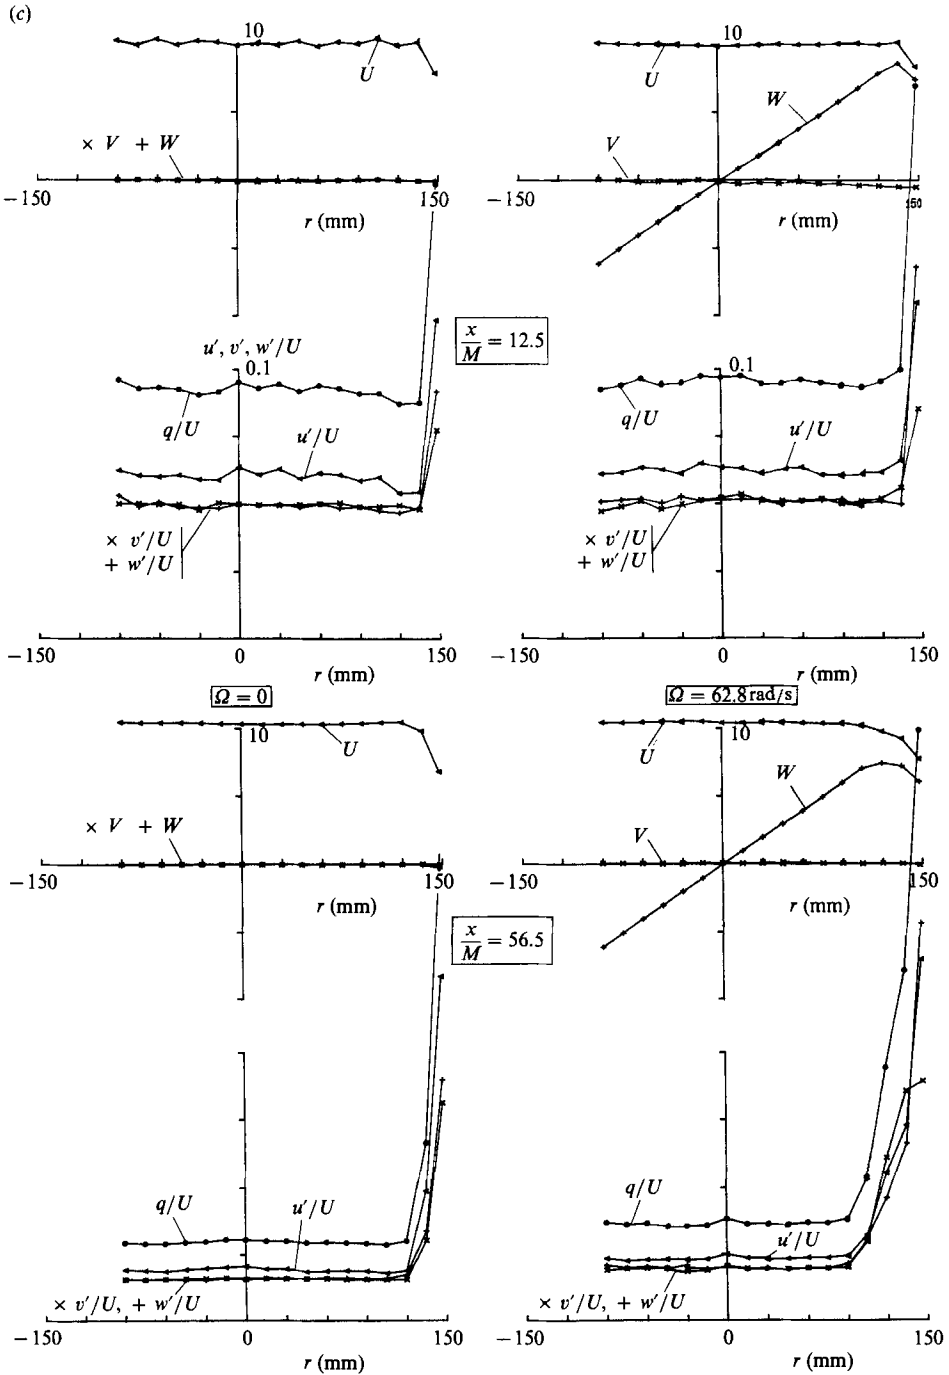 (c)
10
U
× V + W
−150
150
r (mm)
10
U
W
V
−150
150
r (mm)
x/M = 12.5
u′, v′, w′/U
0.1
q/U
u′/U
× v′/U
+ w′/U
−150
0
150
r (mm)
0.1
q/U
u′/U
× v′/U
+ w′/U
−150
0
150
r (mm)
Ω = 0
Ω = 62.8 rad/s
10
U
× V + W
−150
150
r (mm)
10
U
W
V
−150
150
r (mm)
x/M = 56.5
q/U
u′/U
× v′/U, + w′/U
−150
0
150
r (mm)
q/U
u′/U
× v′/U, + w′/U
−150
0
150
r (mm)